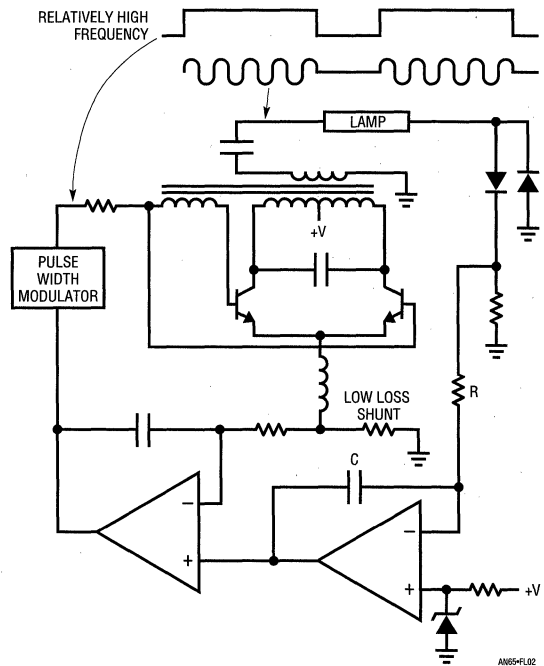 RELATIVELY HIGH
FREQUENCY
LAMP
+V
PULSE
WIDTH
MODULATOR
R
LOW LOSS
SHUNT
C
–
+
–
+
+V
AN65•FL02